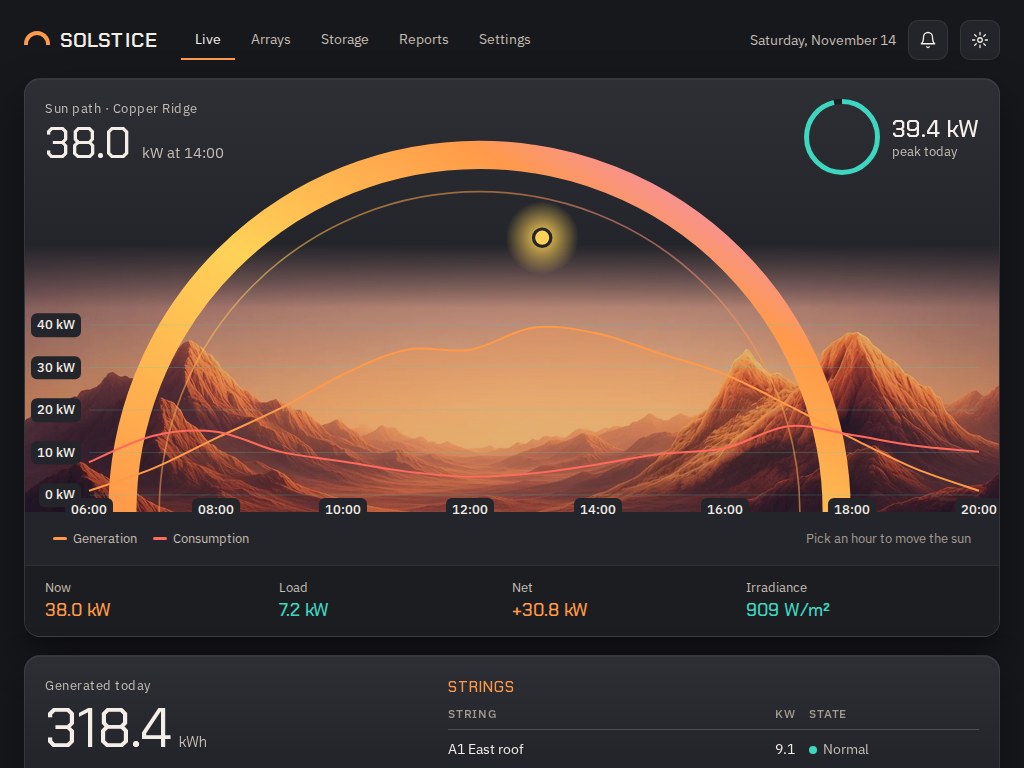 SOLSTICE
Live Arrays Storage Reports Settings
Saturday, November 14
Sun path · Copper Ridge
38.0 kW at 14:00
39.4 kW
peak today
40 kW
30 kW
20 kW
10 kW
0 kW
06:00 08:00 10:00 12:00 14:00 16:00 18:00 20:00
Generation Consumption
Pick an hour to move the sun
Now Load Net Irradiance
38.0 kW 7.2 kW +30.8 kW 909 W/m²
Generated today
318.4 kWh
STRINGS
STRING KW STATE
A1 East roof 9.1 Normal